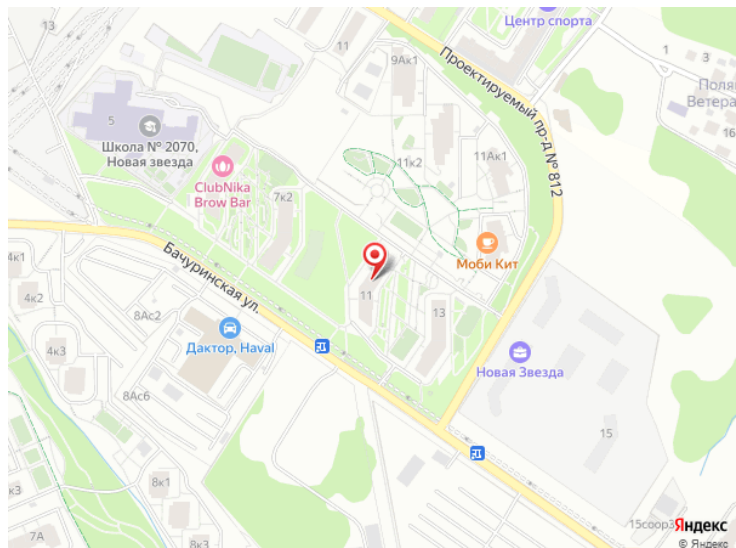 13
11
9Ак1
Центр спорта
Проектируемый пр-д № 812
1
3
Поля
Ветера
16
5
Школа № 2070,
Новая звезда
ClubNika
Brow Bar
7к2
11к2
11Ак1
Моби Кит
Бачуринская ул.
4к1
4к2
4к3
8Ас2
Дактор, Haval
8Ас6
11
13
Новая Звезда
15
к3
7А
8к1
8к3
15соор3
Яндекс
© Яндекс